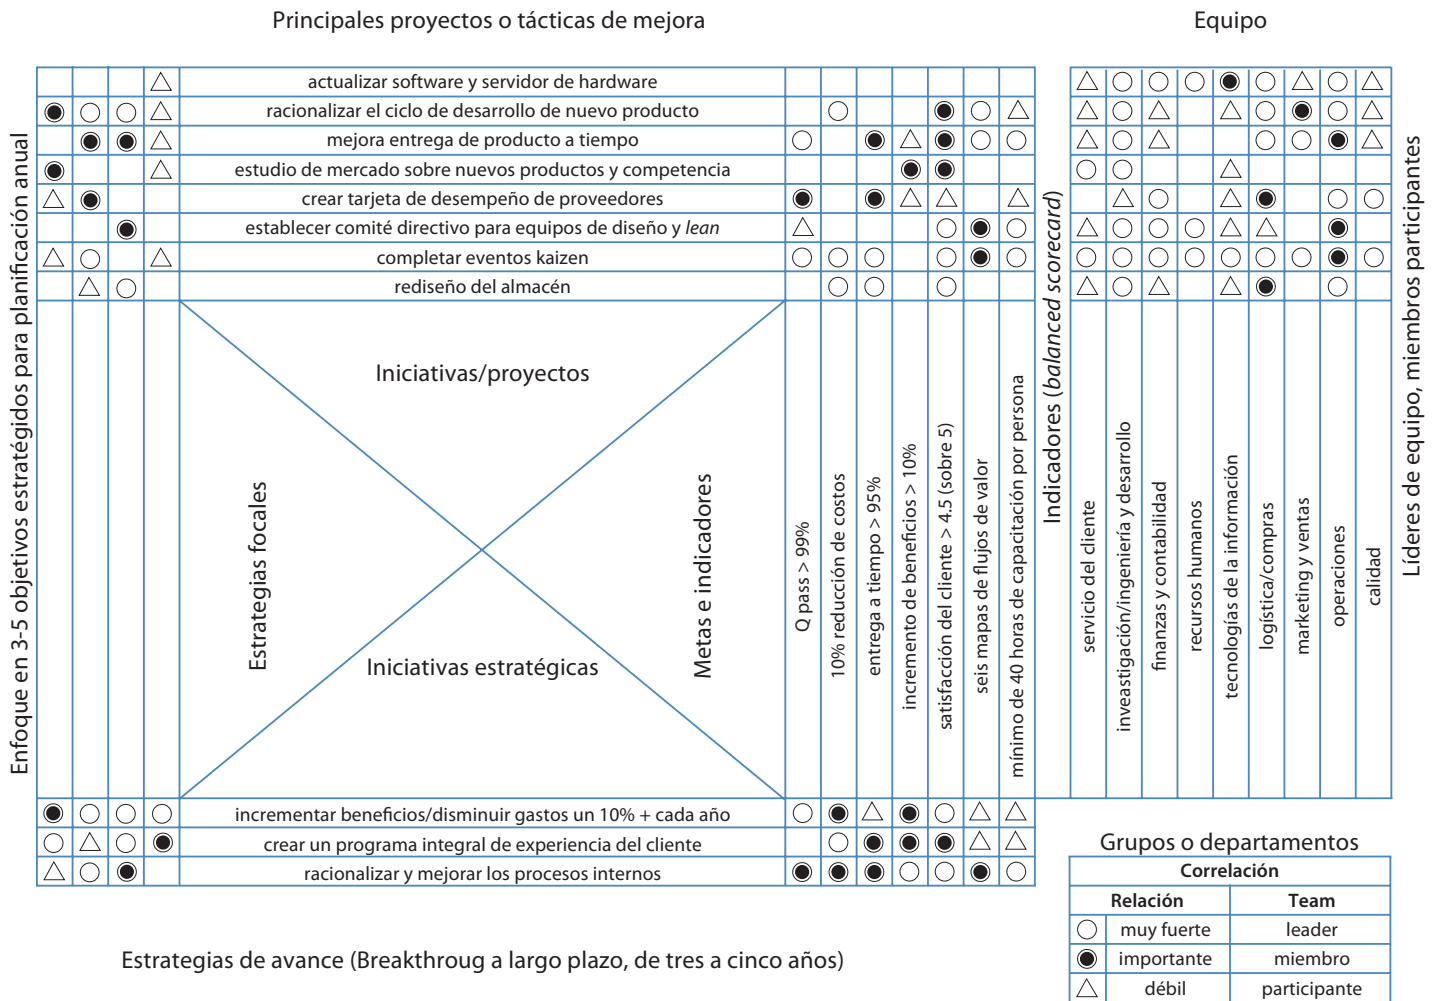 Principales proyectos o tácticas de mejora
Equipo
Enfoque en 3-5 objetivos estratégidos para planificación anual
actualizar software y servidor de hardware
racionalizar el ciclo de desarrollo de nuevo producto
mejora entrega de producto a tiempo
estudio de mercado sobre nuevos productos y competencia
crear tarjeta de desempeño de proveedores
establecer comité directivo para equipos de diseño y lean
completar eventos kaizen
rediseño del almacén
Iniciativas/proyectos
Estrategias focales
Metas e indicadores
Iniciativas estratégicas
Q pass > 99%
10% reducción de costos
entrega a tiempo > 95%
incremento de beneficios > 10%
satisfacción del cliente > 4.5 (sobre 5)
seis mapas de flujos de valor
mínimo de 40 horas de capacitación por persona
Indicadores (balanced scorecard)
servicio del cliente
inveastigación/ingeniería y desarrollo
finanzas y contabilidad
recursos humanos
tecnologías de la información
logística/compras
marketing y ventas
operaciones
calidad
Líderes de equipo, miembros participantes
incrementar beneficios/disminuir gastos un 10% + cada año
crear un programa integral de experiencia del cliente
racionalizar y mejorar los procesos internos
Estrategias de avance (Breakthroug a largo plazo, de tres a cinco años)
Grupos o departamentos
Correlación
Relación Team
muy fuerte leader
importante miembro
débil participante